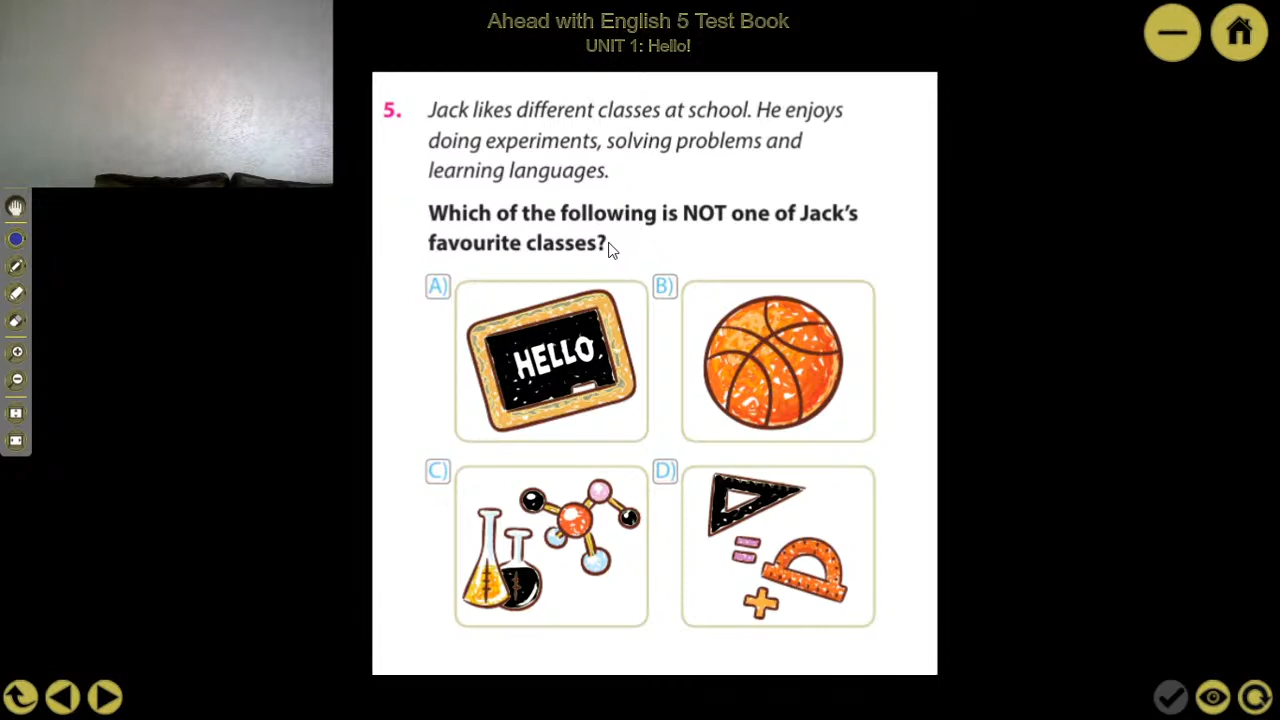 Ahead with English 5 Test Book
UNIT 1: Hello!
5. Jack likes different classes at school. He enjoys
doing experiments, solving problems and
learning languages.
Which of the following is NOT one of Jack's
favourite classes?
A)
HELLO
B)
C)
D)